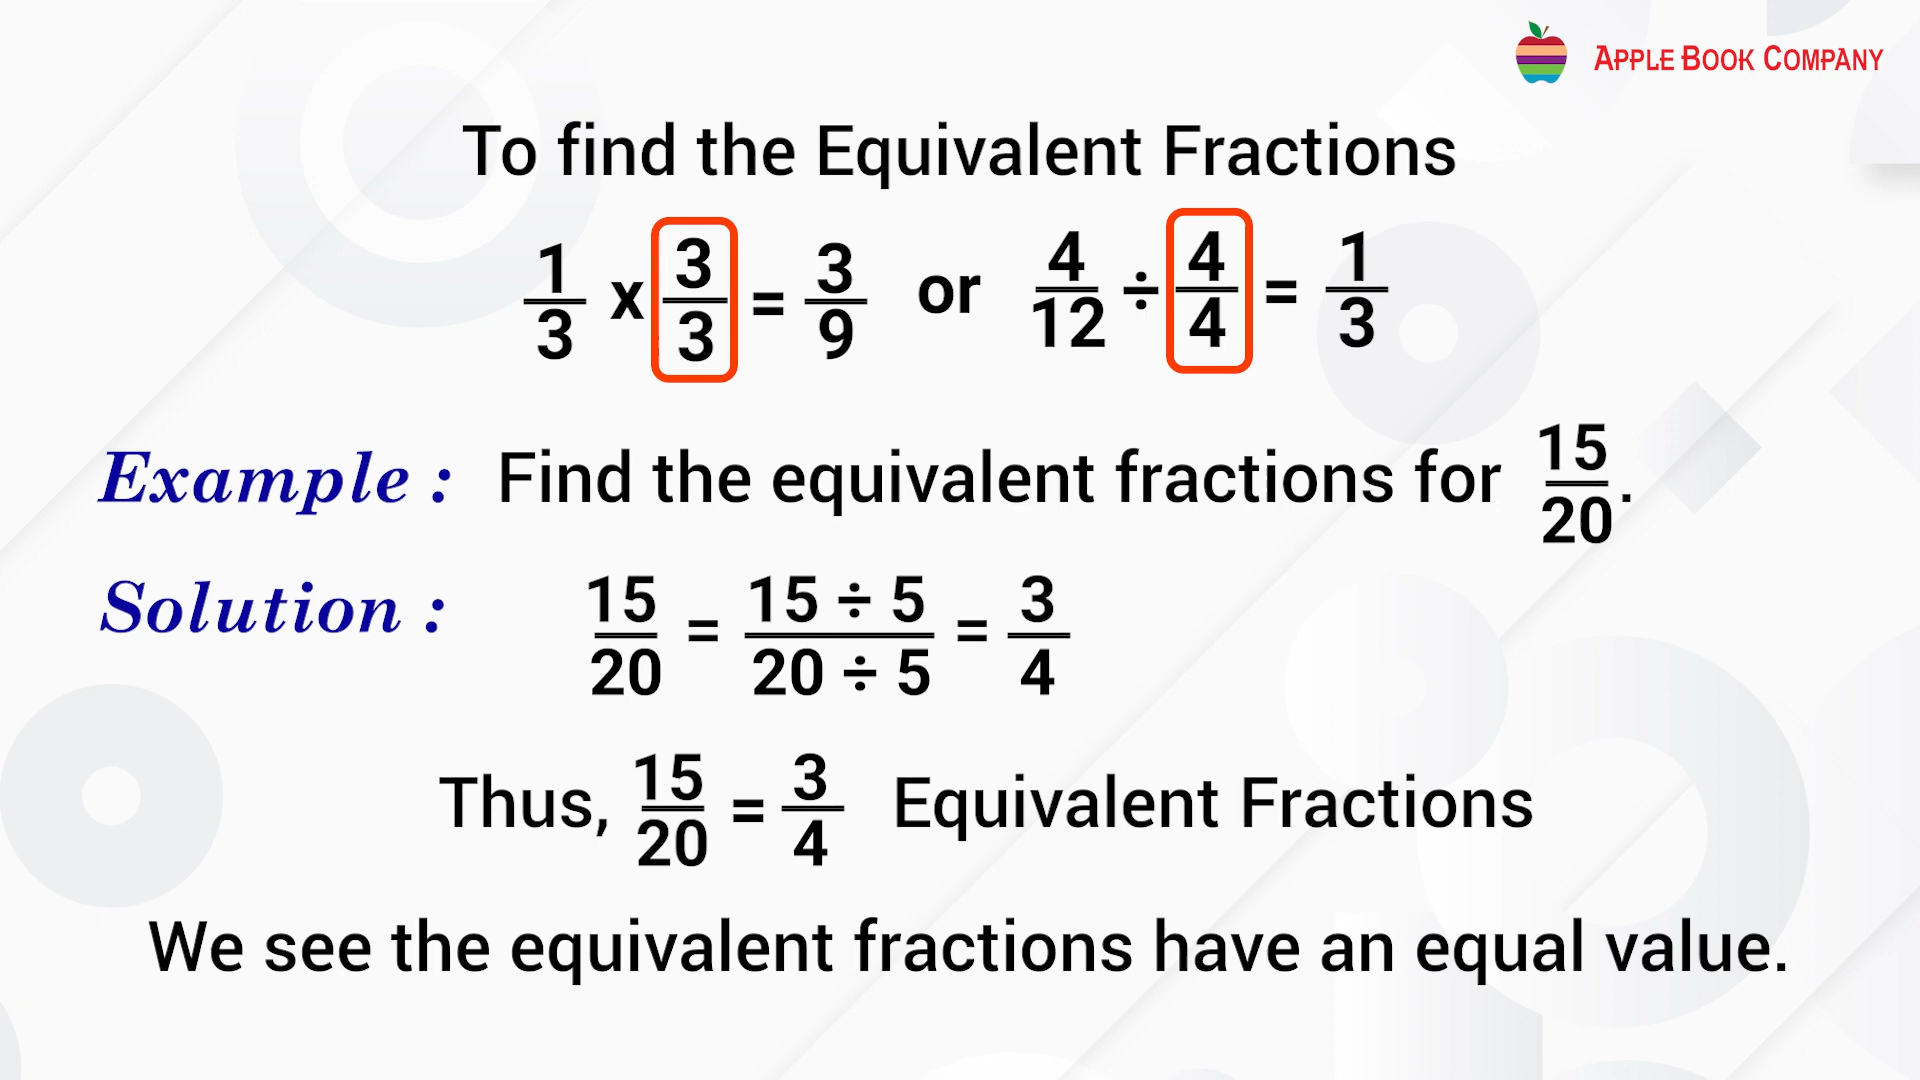 APPLE BOOK COMPANY
To find the Equivalent Fractions
1/3 x 3/3 = 3/9 or 4/12 ÷ 4/4 = 1/3
Example : Find the equivalent fractions for 15/20.
Solution : 15/20 = 15 ÷ 5/20 ÷ 5 = 3/4
Thus, 15/20 = 3/4 Equivalent Fractions
We see the equivalent fractions have an equal value.